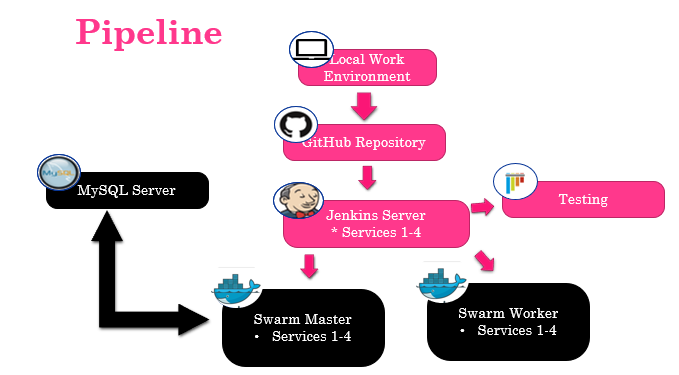 Pipeline
Local Work
Environment
GitHub Repository
MySQL
MySQL Server
Testing
Jenkins Server
* Services 1-4
Swarm Master
• Services 1-4
Swarm Worker
• Services 1-4